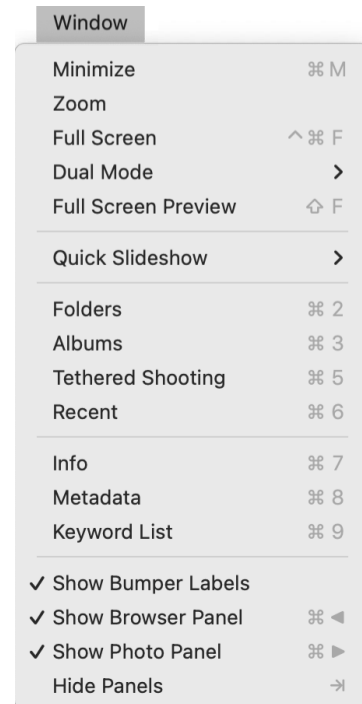 Window
Minimize ⌘ M
Zoom
Full Screen ^ ⌘ F
Dual Mode >
Full Screen Preview ⇧ F
Quick Slideshow >
Folders ⌘ 2
Albums ⌘ 3
Tethered Shooting ⌘ 5
Recent ⌘ 6
Info ⌘ 7
Metadata ⌘ 8
Keyword List ⌘ 9
✓ Show Bumper Labels
✓ Show Browser Panel ⌘ ◀
✓ Show Photo Panel ⌘ ▶
Hide Panels ⇥